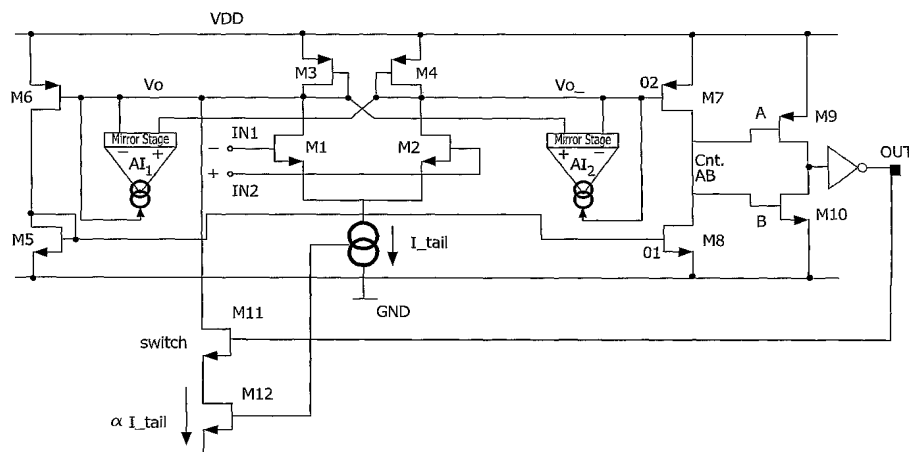 VDD
M3
M4
M6
Vo
Vo_
02
M7
A
M9
Mirror Stage
− +
AI1
IN1
−
+
IN2
M1
M2
Mirror Stage
+ −
AI2
Cnt.
AB
OUT
B
M10
M5
I_tail
01
M8
GND
M11
switch
M12
α I_tail